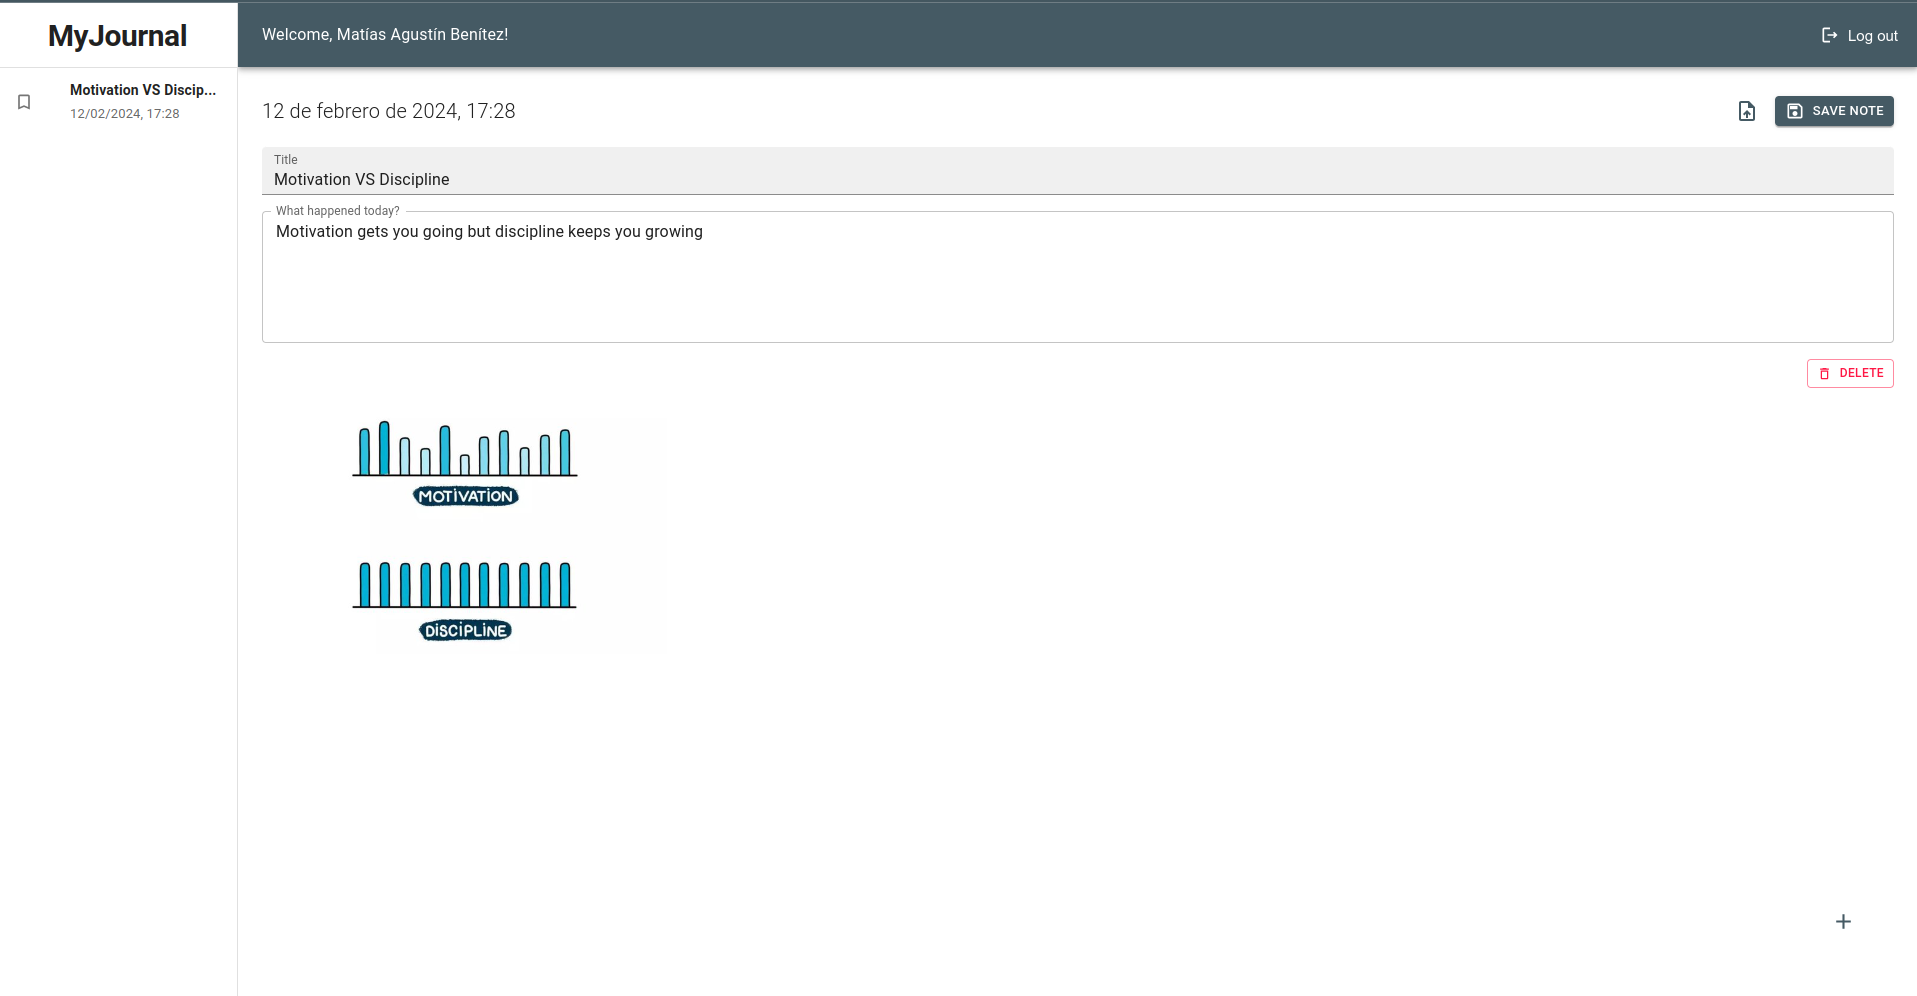 MyJournal
Welcome, Matías Agustín Benítez!
Log out
Motivation VS Discip...
12/02/2024, 17:28
12 de febrero de 2024, 17:28
SAVE NOTE
Title
Motivation VS Discipline
What happened today?
Motivation gets you going but discipline keeps you growing
DELETE
MOTIVATION
DISCIPLINE